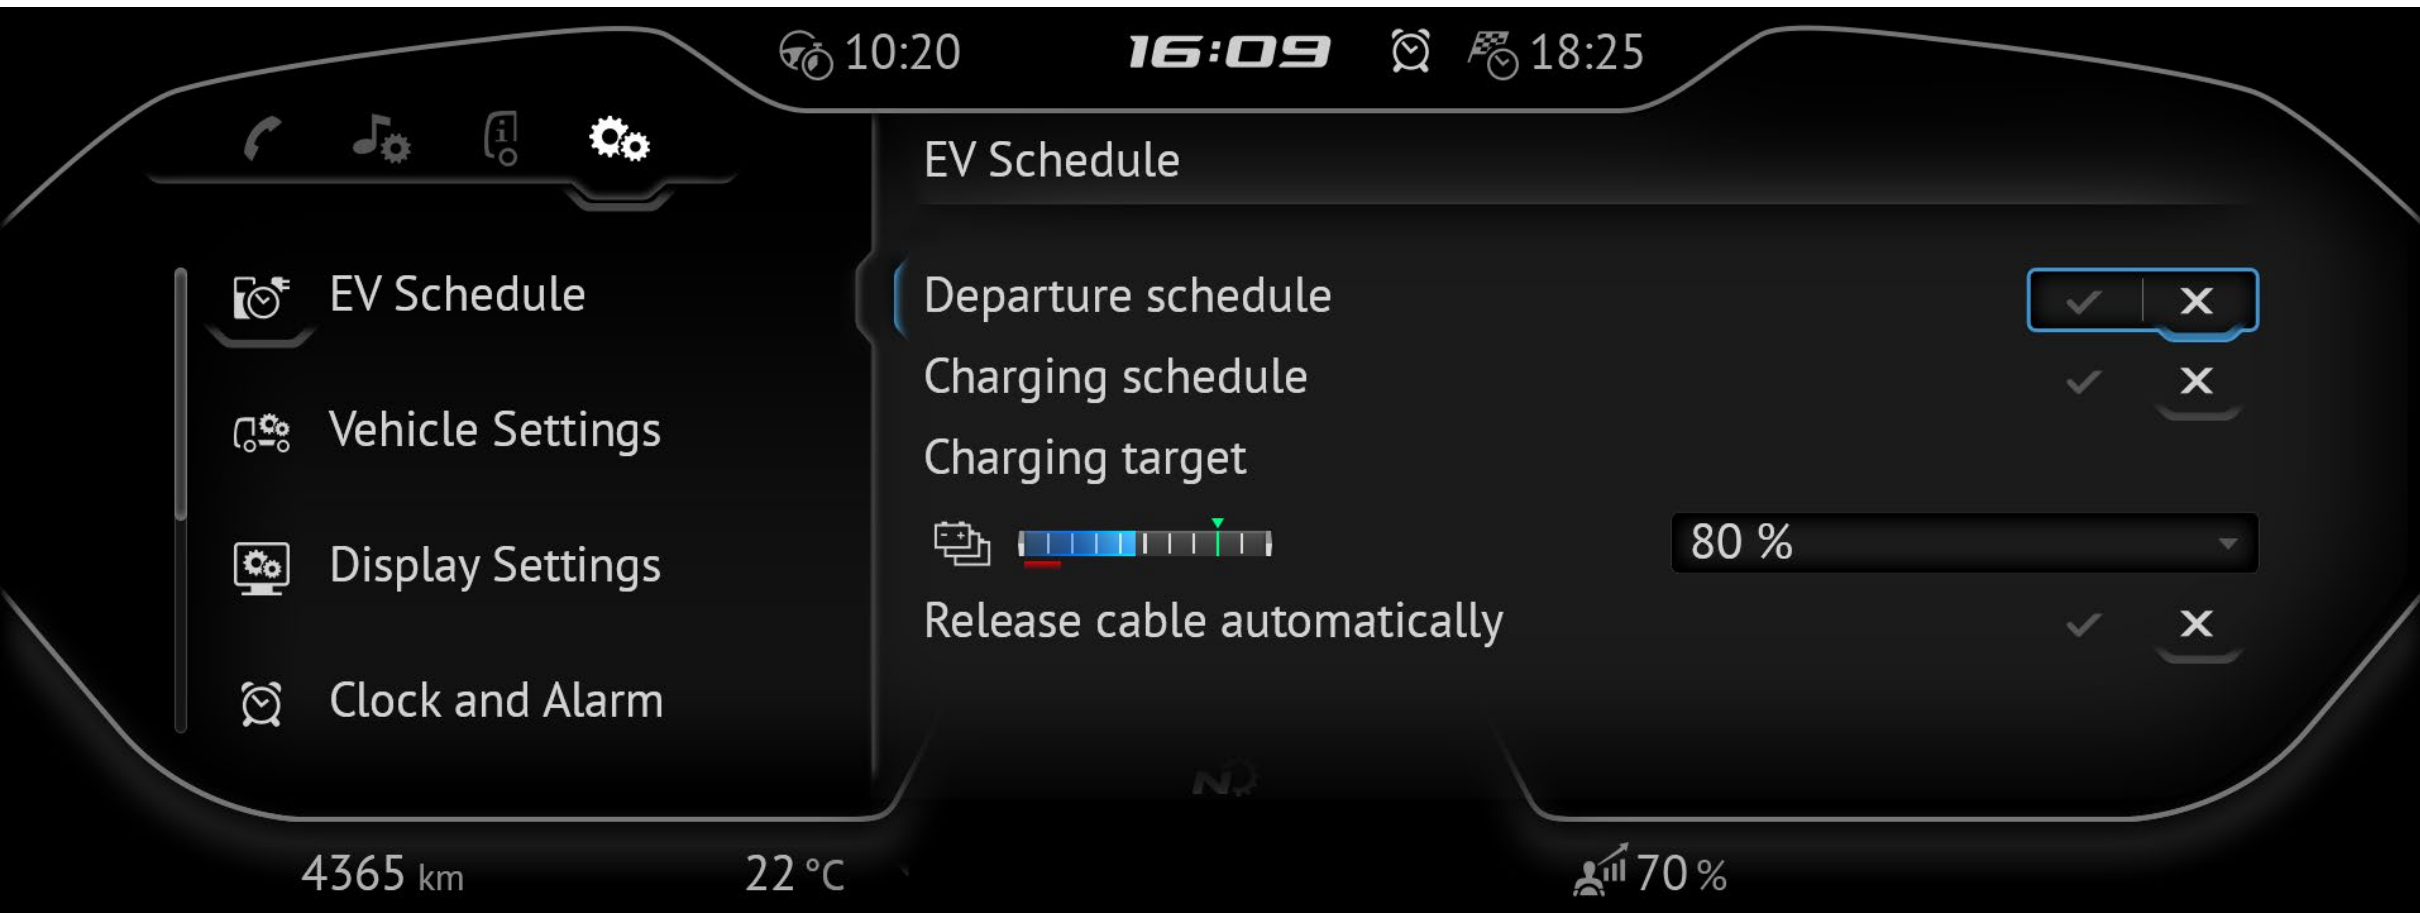 10:20
16:09
18:25
EV Schedule
EV Schedule
Vehicle Settings
Display Settings
Clock and Alarm
Departure schedule
Charging schedule
Charging target
80 %
Release cable automatically
N
4365 km
22 °C
70 %